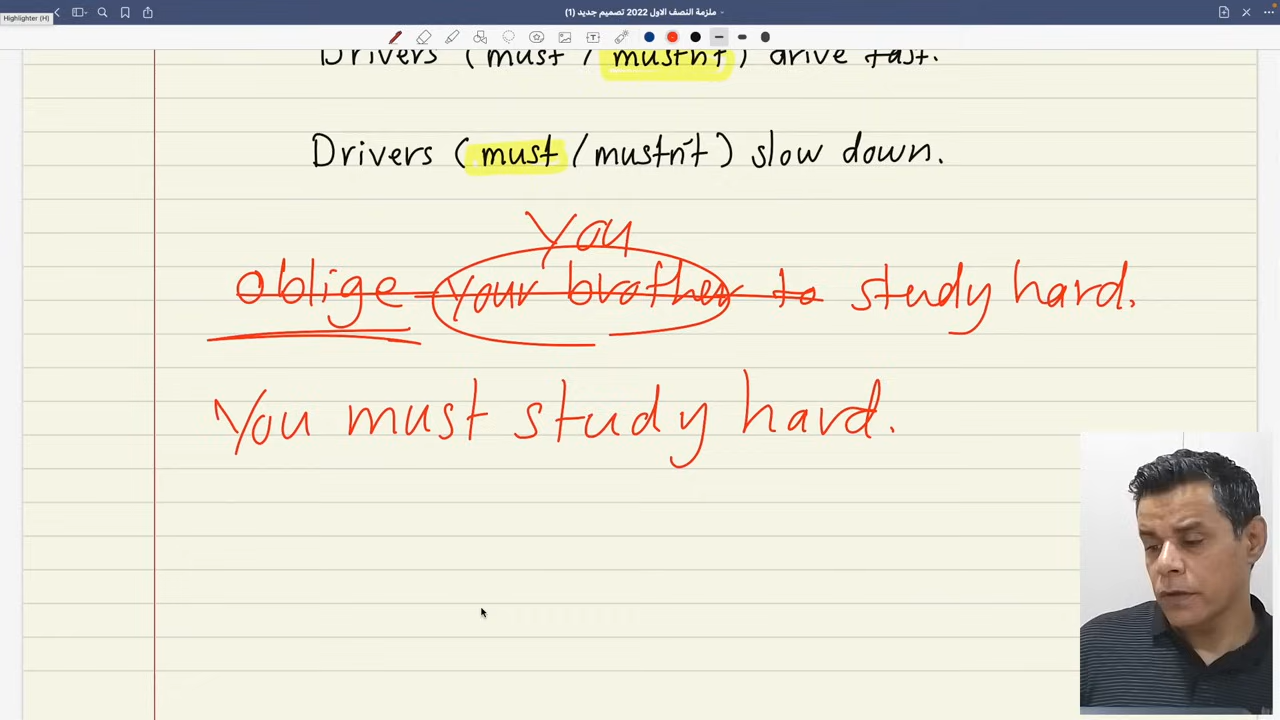 ملزمة النصف الاول 2022 تصميم جديد (1)
Highlighter (H)
Drivers (must / mustn't) drive fast.
Drivers (must / mustn't) slow down.
You
oblige your brother to study hard.
You must study hard.